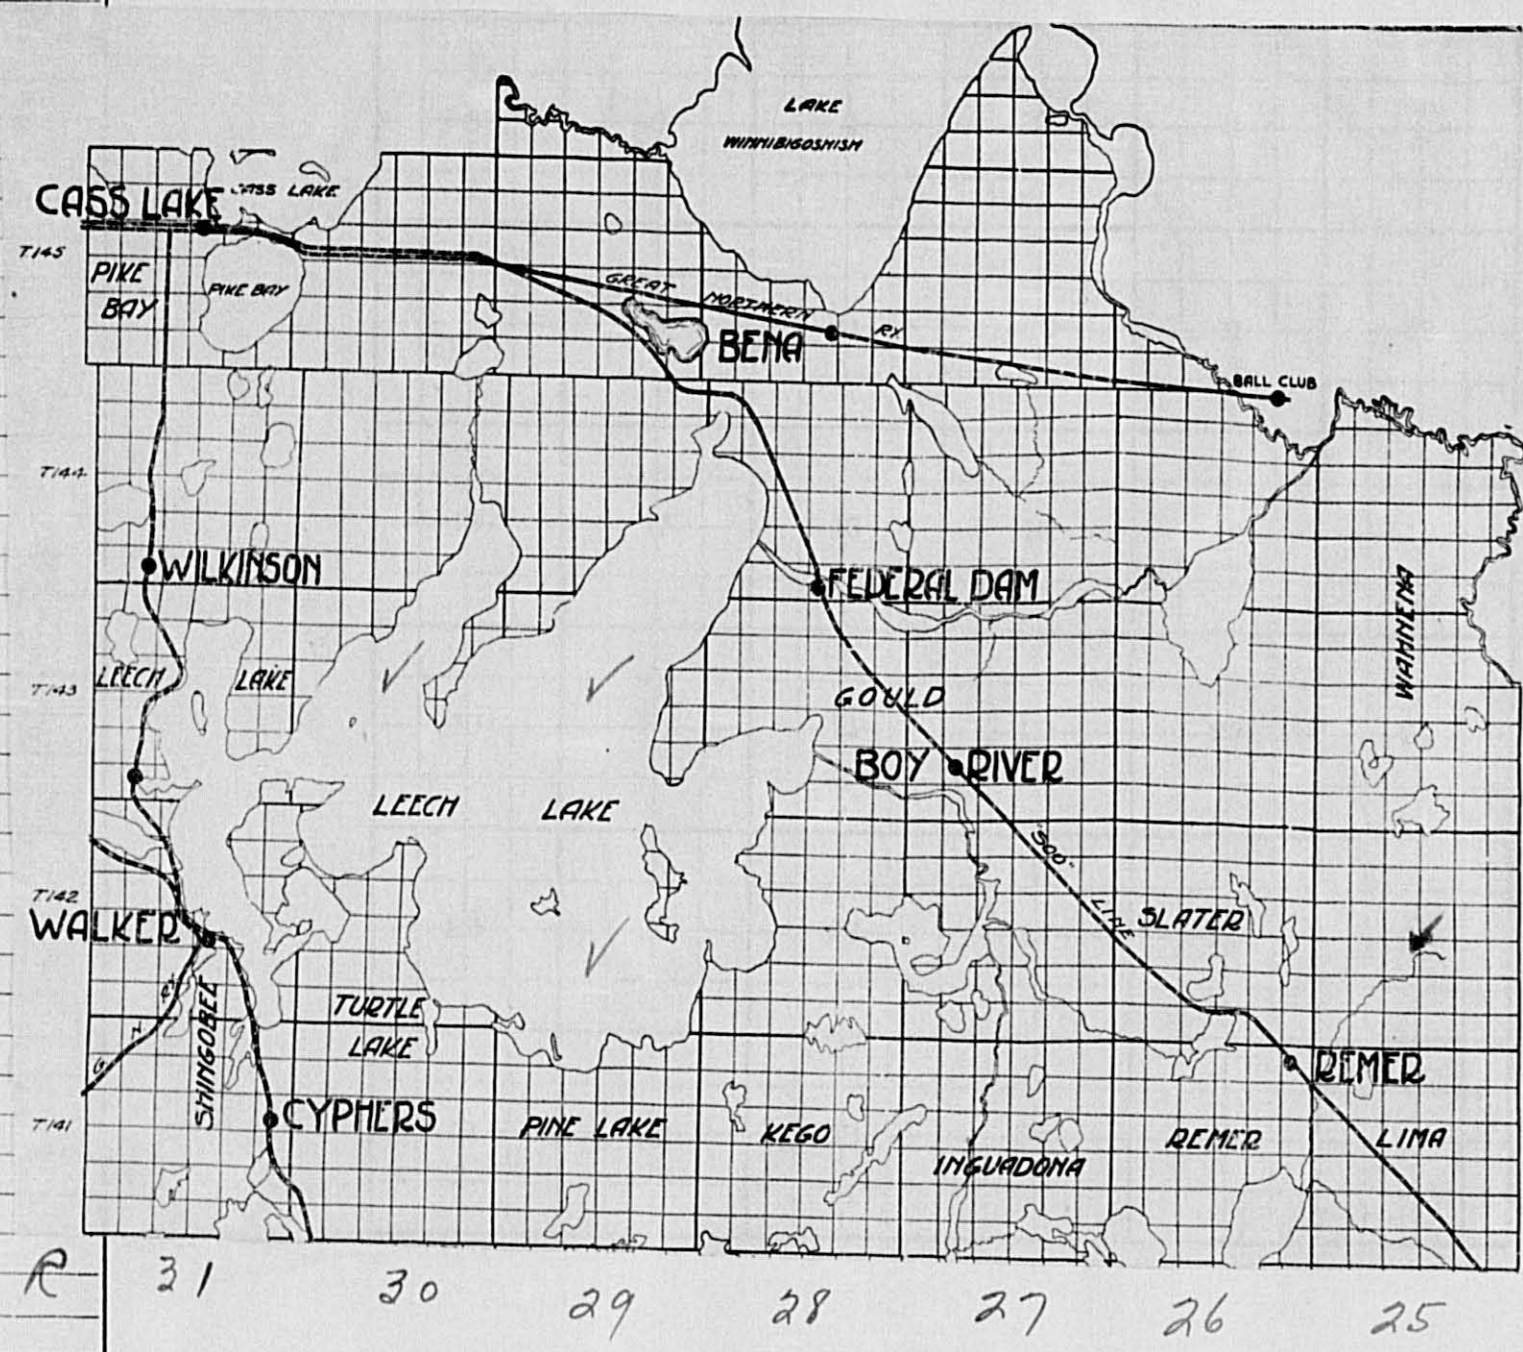 LAKE
WINNIBIGOSHISH
CASS LAKE
CASS LAKE
T145
PIKE
BAY
PIKE BAY
GREAT NORTHERN RY.
BENA
BALL CLUB
T144
WILKINSON
FEDERAL DAM
WAHNENA
T143
LEECH LAKE
GOULD
BOY RIVER
LEECH LAKE
"SOO" LINE
T142
WALKER
SLATER
G. N. RY.
SHINGOBEE
TURTLE
LAKE
REMER
T141
CYPHERS
PINE LAKE
KEGO
INGUADONA
REMER
LIMA
R 31 30 29 28 27 26 25